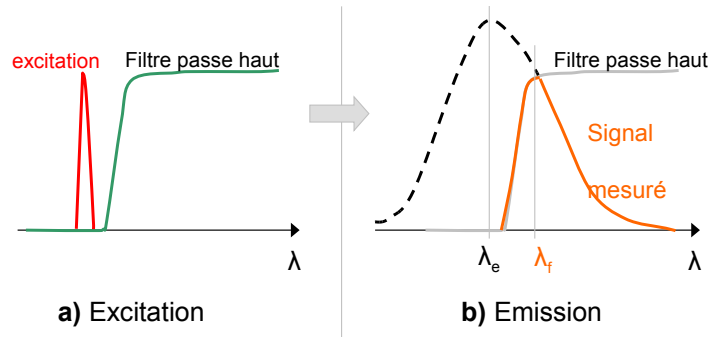 excitation
Filtre passe haut
λ
a) Excitation
Filtre passe haut
Signal
mesuré
λe
λf
λ
b) Emission